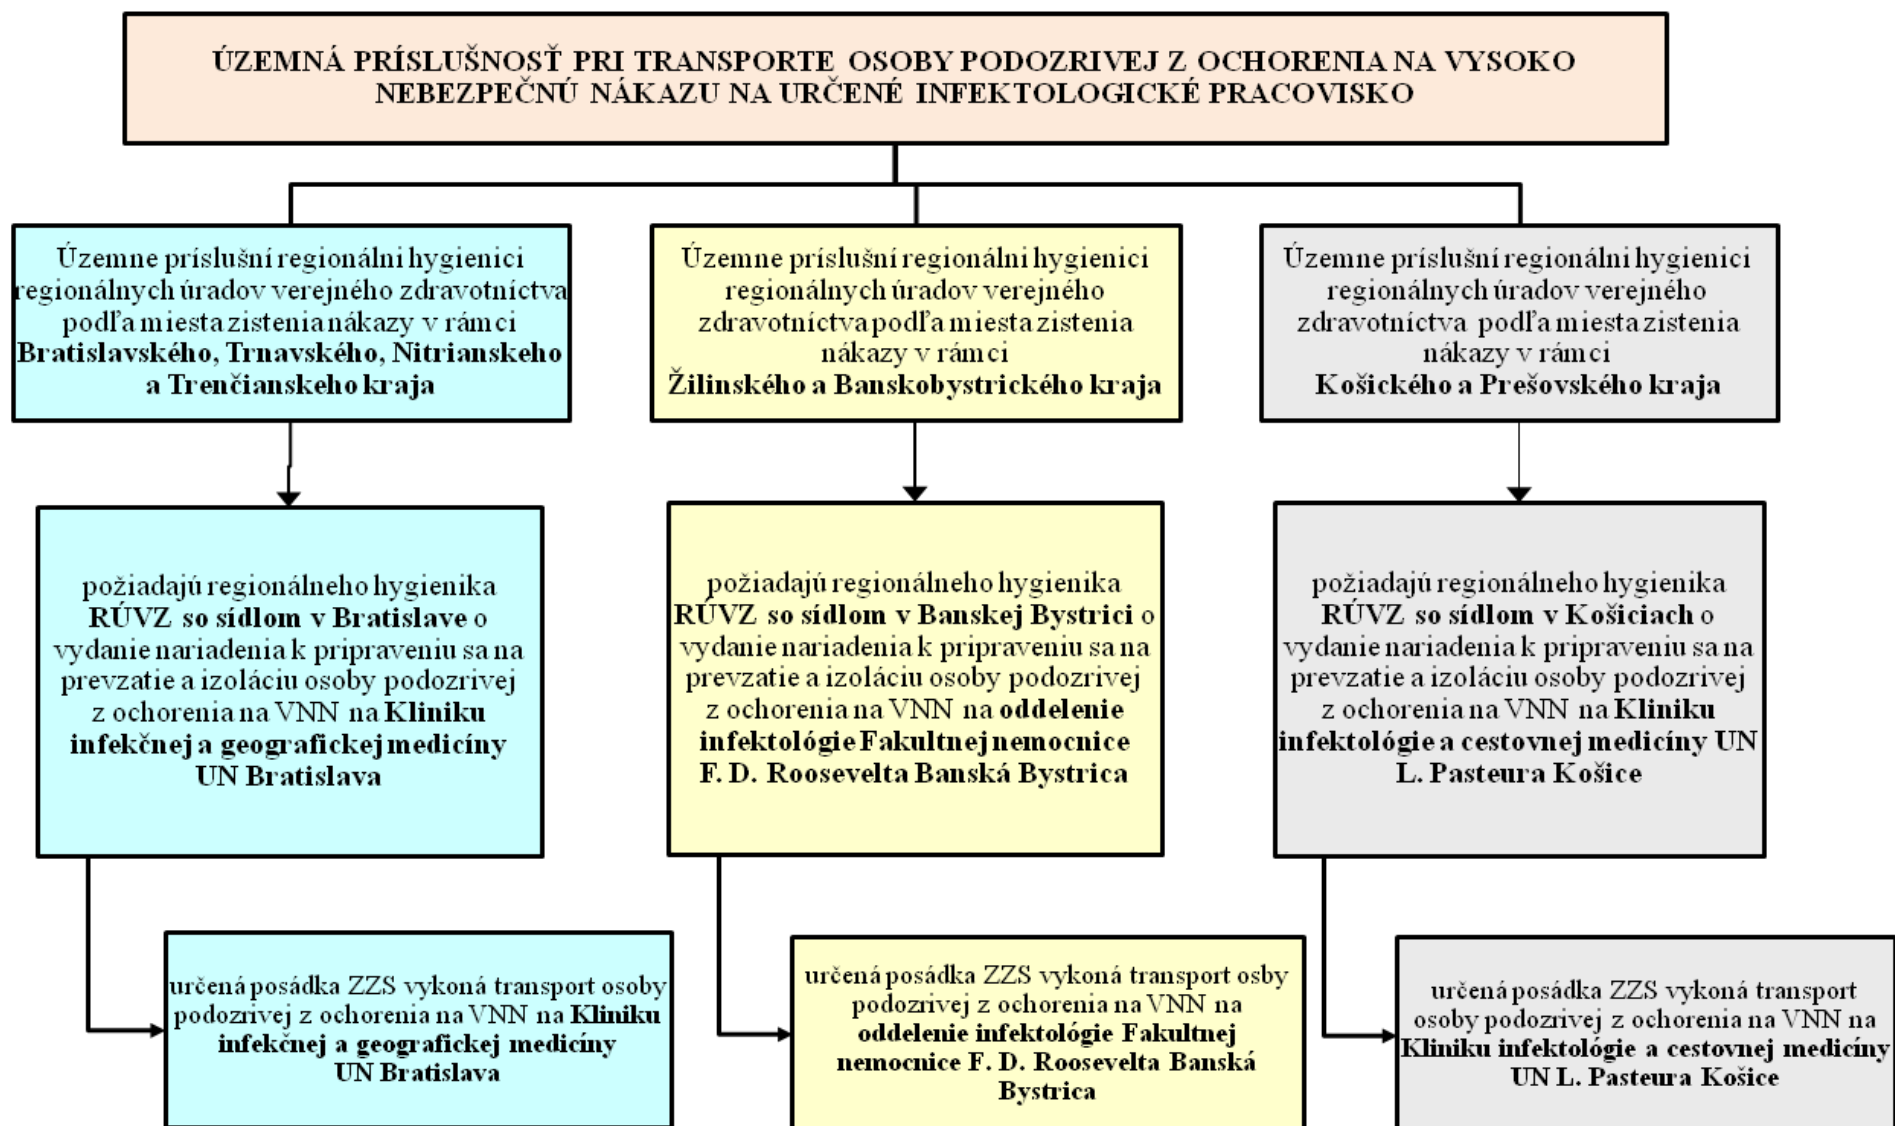 ÚZEMNÁ PRÍSLUŠNOSŤ PRI TRANSPORTE OSOBY PODOZRIVEJ Z OCHORENIA NA VYSOKO
NEBEZPEČNÚ NÁKAZU NA URČENÉ INFEKTOLOGICKÉ PRACOVISKO
Územne príslušní regionálni hygienici
regionálnych úradov verejného zdravotníctva
podľa miesta zistenia nákazy v rámci
Bratislavského, Trnavského, Nitrianskeho
a Trenčianskeho kraja
Územne príslušní regionálni hygienici
regionálnych úradov verejného
zdravotníctva podľa miesta zistenia
nákazy v rámci
Žilinského a Banskobystrického kraja
Územne príslušní regionálni hygienici
regionálnych úradov verejného
zdravotníctva podľa miesta zistenia
nákazy v rámci
Košického a Prešovského kraja
požiadajú regionálneho hygienika
RÚVZ so sídlom v Bratislave o
vydanie nariadenia k pripraveniu sa na
prevzatie a izoláciu osoby podozrivej
z ochorenia na VNN na Kliniku
infekčnej a geografickej medicíny
UN Bratislava
požiadajú regionálneho hygienika
RÚVZ so sídlom v Banskej Bystrici o
vydanie nariadenia k pripraveniu sa na
prevzatie a izoláciu osoby podozrivej
z ochorenia na VNN na oddelenie
infektológie Fakultnej nemocnice
F. D. Roosevelta Banská Bystrica
požiadajú regionálneho hygienika
RÚVZ so sídlom v Košiciach o
vydanie nariadenia k pripraveniu sa na
prevzatie a izoláciu osoby podozrivej
z ochorenia na VNN na Kliniku
infektológie a cestovnej medicíny UN
L. Pasteura Košice
určená posádka ZZS vykoná transport osoby
podozrivej z ochorenia na VNN na Kliniku
infekčnej a geografickej medicíny
UN Bratislava
určená posádka ZZS vykoná transport osby
podozrivej z ochorenia na VNN na
oddelenie infektológie Fakultnej
nemocnice F. D. Roosevelta Banská
Bystrica
určená posádka ZZS vykoná transport
osoby podozrivej z ochorenia na VNN na
Kliniku infektológie a cestovnej medicíny
UN L. Pasteura Košice